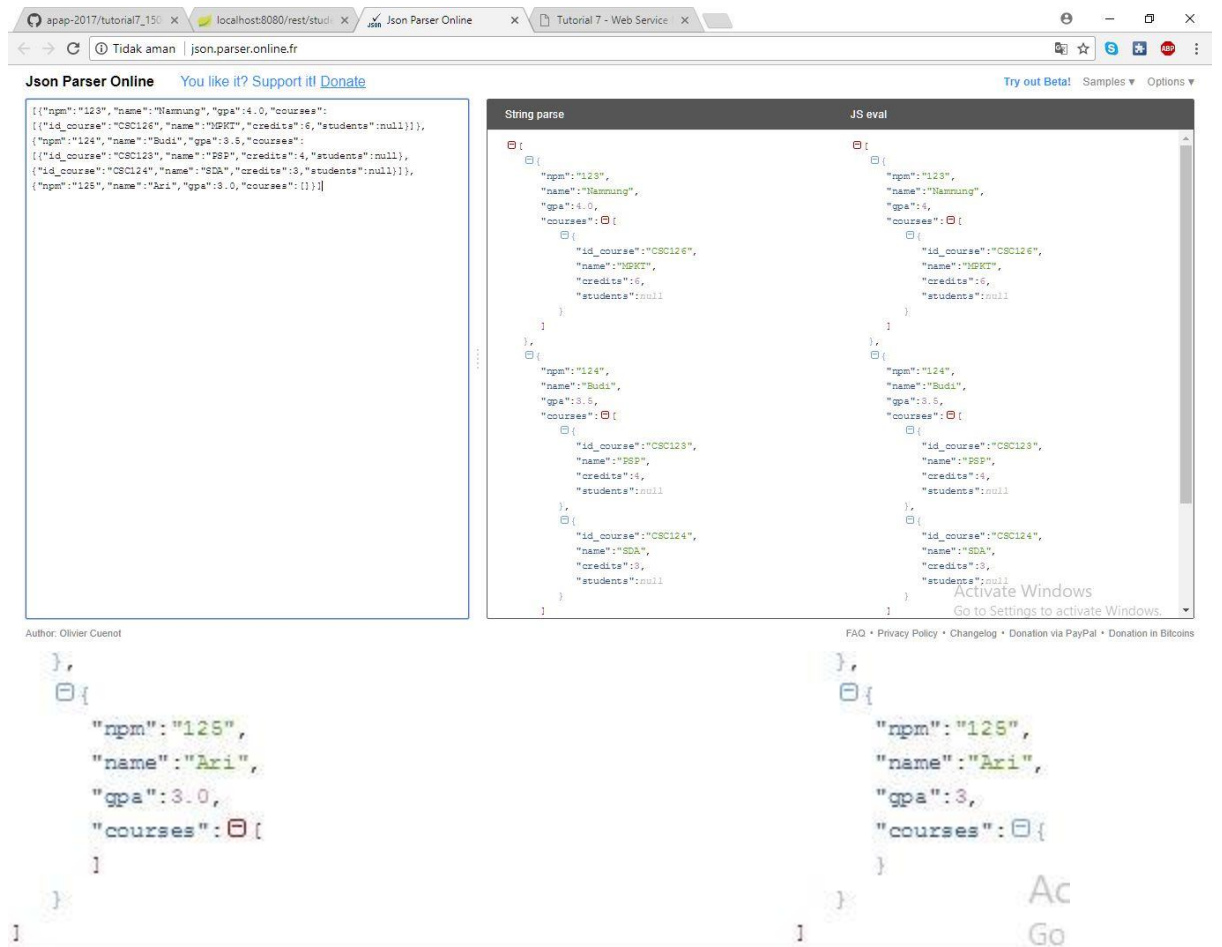 apap-2017/tutorial7_150
localhost:8080/rest/stude
Json Parser Online
Tutorial 7 - Web Service
Tidak aman | json.parser.online.fr
Json Parser Online You like it? Support it! Donate
Try out Beta! Samples ▾ Options ▾
[{"npm":"123","name":"Namnung","gpa":4.0,"courses":
[{"id_course":"CSC126","name":"MPKT","credits":6,"students":null}]},
{"npm":"124","name":"Budi","gpa":3.5,"courses":
[{"id_course":"CSC123","name":"PSP","credits":4,"students":null},
{"id_course":"CSC124","name":"SDA","credits":3,"students":null}]},
{"npm":"125","name":"Ari","gpa":3.0,"courses":[]}]
String parse
[
{
"npm":"123",
"name":"Namnung",
"gpa":4.0,
"courses":[
{
"id_course":"CSC126",
"name":"MPKT",
"credits":6,
"students":null
}
]
},
{
"npm":"124",
"name":"Budi",
"gpa":3.5,
"courses":[
{
"id_course":"CSC123",
"name":"PSP",
"credits":4,
"students":null
},
{
"id_course":"CSC124",
"name":"SDA",
"credits":3,
"students":null
}
]
JS eval
[
{
"npm":"123",
"name":"Namnung",
"gpa":4,
"courses":[
{
"id_course":"CSC126",
"name":"MPKT",
"credits":6,
"students":null
}
]
},
{
"npm":"124",
"name":"Budi",
"gpa":3.5,
"courses":[
{
"id_course":"CSC123",
"name":"PSP",
"credits":4,
"students":null
},
{
"id_course":"CSC124",
"name":"SDA",
"credits":3,
"students":null
}
]
Activate Windows
Go to Settings to activate Windows.
Author: Olivier Cuenot
FAQ • Privacy Policy • Changelog • Donation via PayPal • Donation in Bitcoins
},
{
"npm":"125",
"name":"Ari",
"gpa":3.0,
"courses":[
]
}
]
},
{
"npm":"125",
"name":"Ari",
"gpa":3,
"courses":{
}
}
]
Ac
Go